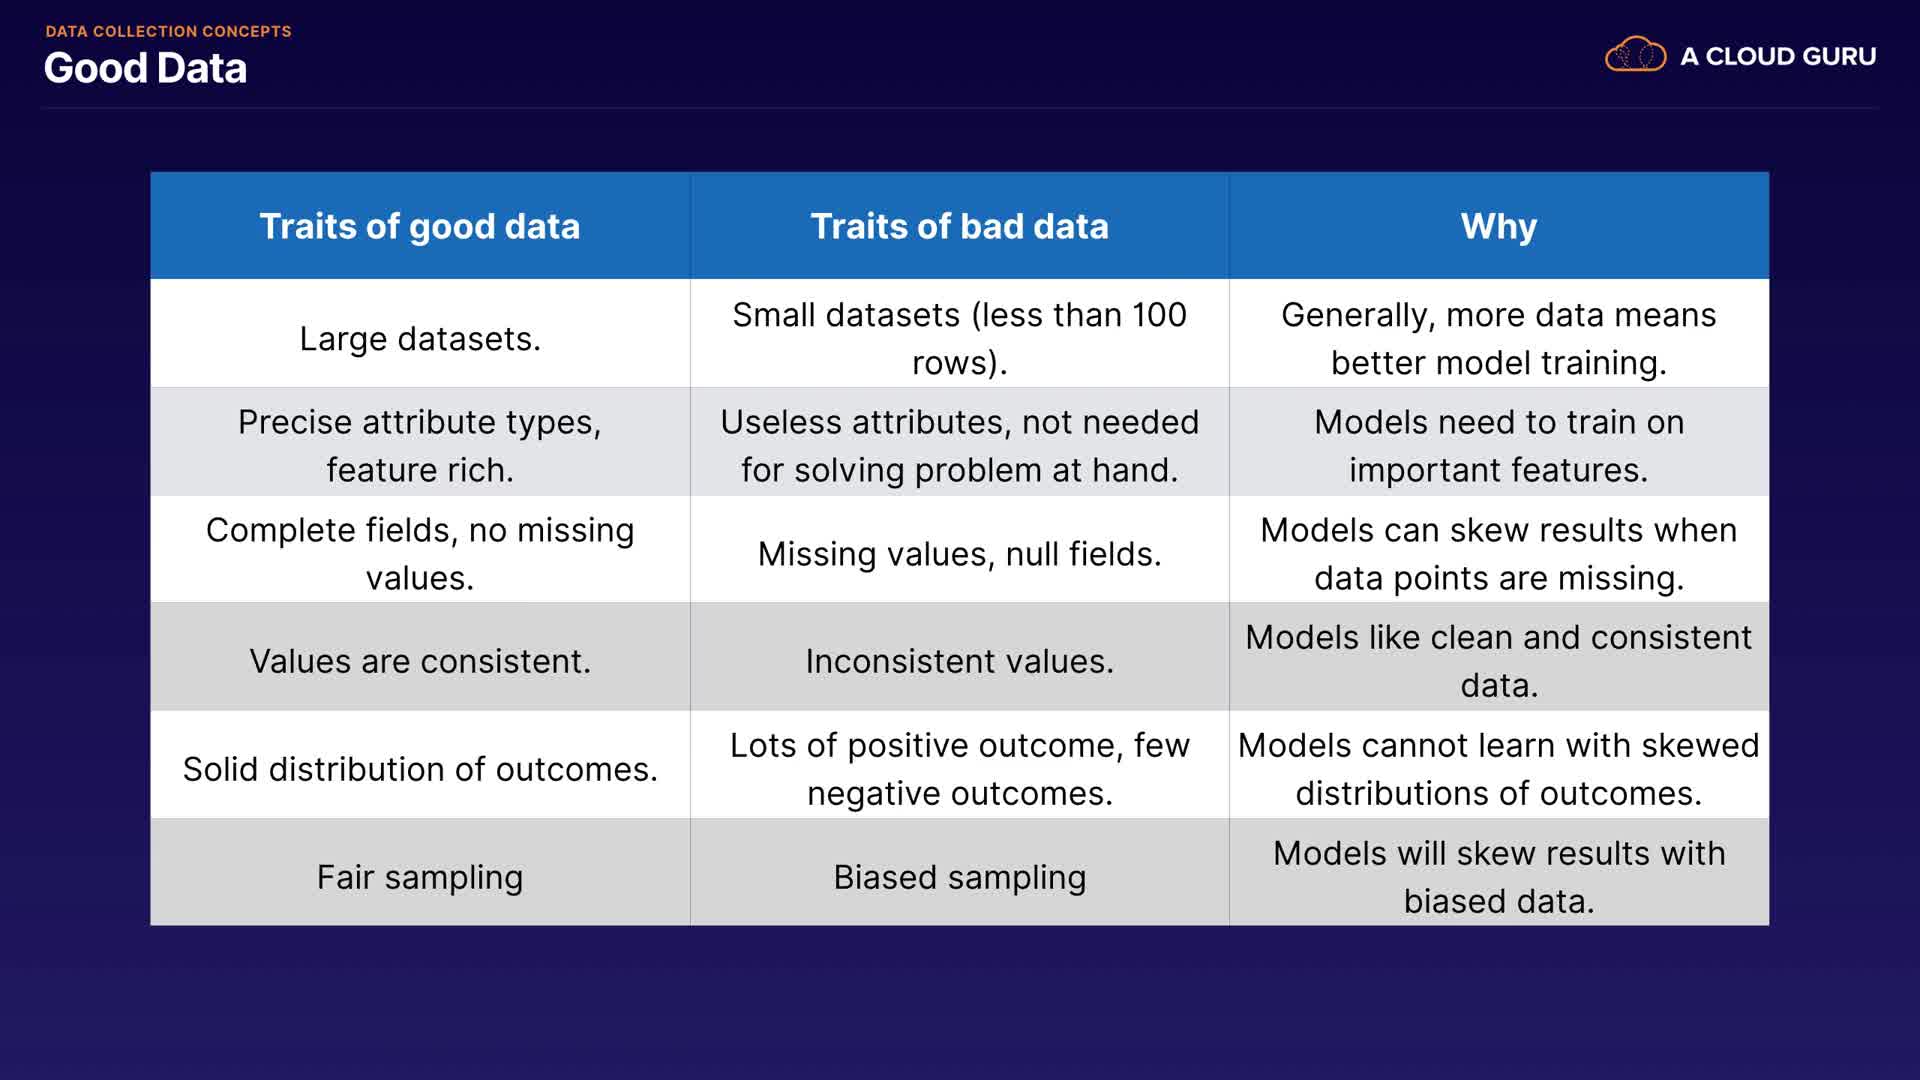 DATA COLLECTION CONCEPTS
Good Data
A CLOUD GURU
Traits of good data
Traits of bad data
Why
Large datasets.
Small datasets (less than 100
rows).
Generally, more data means
better model training.
Precise attribute types,
feature rich.
Useless attributes, not needed
for solving problem at hand.
Models need to train on
important features.
Complete fields, no missing
values.
Missing values, null fields.
Models can skew results when
data points are missing.
Values are consistent.
Inconsistent values.
Models like clean and consistent
data.
Solid distribution of outcomes.
Lots of positive outcome, few
negative outcomes.
Models cannot learn with skewed
distributions of outcomes.
Fair sampling
Biased sampling
Models will skew results with
biased data.